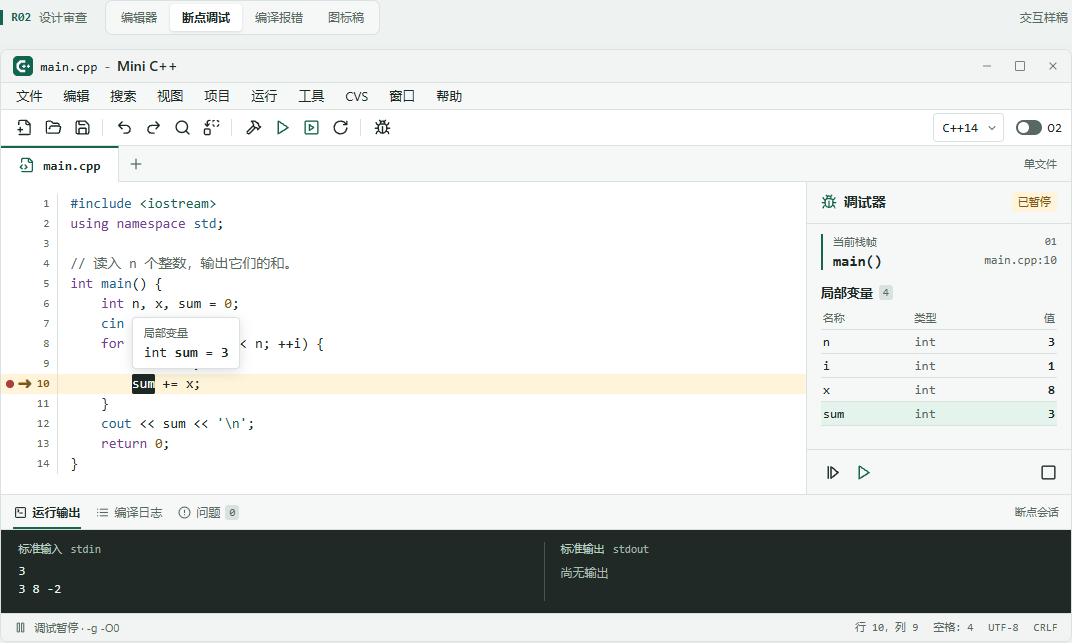 R02 设计审查 编辑器 断点调试 编译报错 图标稿 交互样稿
main.cpp - Mini C++
文件 编辑 搜索 视图 项目 运行 工具 CVS 窗口 帮助
C++14 O2
main.cpp 单文件
1 #include <iostream>
2 using namespace std;
3
4 // 读入 n 个整数，输出它们的和。
5 int main() {
6 int n, x, sum = 0;
7 cin
8 for < n; ++i) {
9
10 sum += x;
11 }
12 cout << sum << '\n';
13 return 0;
14 }
局部变量
int sum = 3
调试器 已暂停
当前栈帧 01
main() main.cpp:10
局部变量 4
名称 类型 值
n int 3
i int 1
x int 8
sum int 3
运行输出 编译日志 问题 0 断点会话
标准输入 stdin
3
3 8 -2
标准输出 stdout
尚无输出
调试暂停 · -g -O0 行 10, 列 9 空格: 4 UTF-8 CRLF